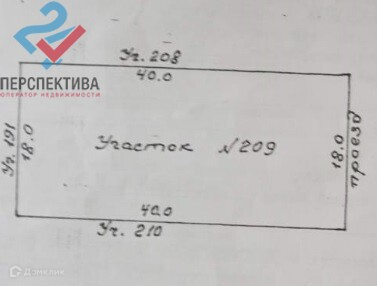 ПЕРСПЕКТИВА
ОПЕРАТОР НЕДВИЖИМОСТИ
Уч. 208
40.0
Уч. 191
18.0
Участок №209
18.0
проезд
40.0
Уч. 210
Домклик